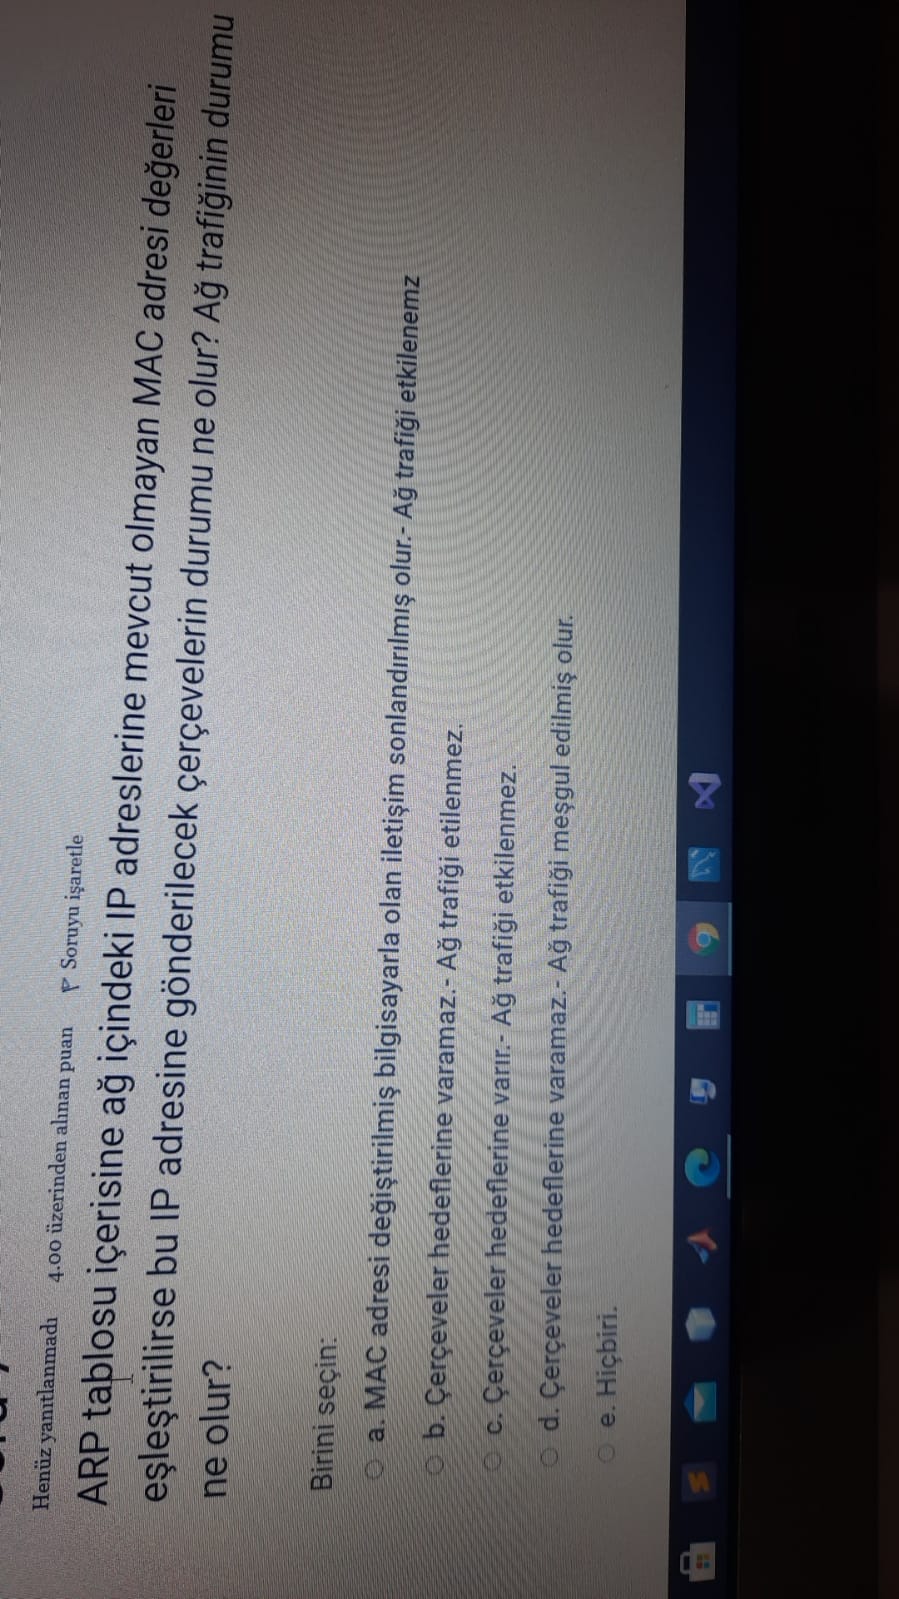 Henüz yanıtlanmadı 4.00 üzerinden alınan puan Soruyu işaretle
ARP tablosu içerisine ağ içindeki IP adreslerine mevcut olmayan MAC adresi değerleri
eşleştirilirse bu IP adresine gönderilecek çerçevelerin durumu ne olur? Ağ trafiğinin durumu
ne olur?
Birini seçin:
a. MAC adresi değiştirilmiş bilgisayarla olan iletişim sonlandırılmış olur.- Ağ trafiği etkilenemz
b. Çerçeveler hedeflerine varamaz.- Ağ trafiği etilenmez.
c. Çerçeveler hedeflerine varır.- Ağ trafiği etkilenmez.
d. Çerçeveler hedeflerine varamaz.- Ağ trafiği meşgul edilmiş olur.
e. Hiçbiri.